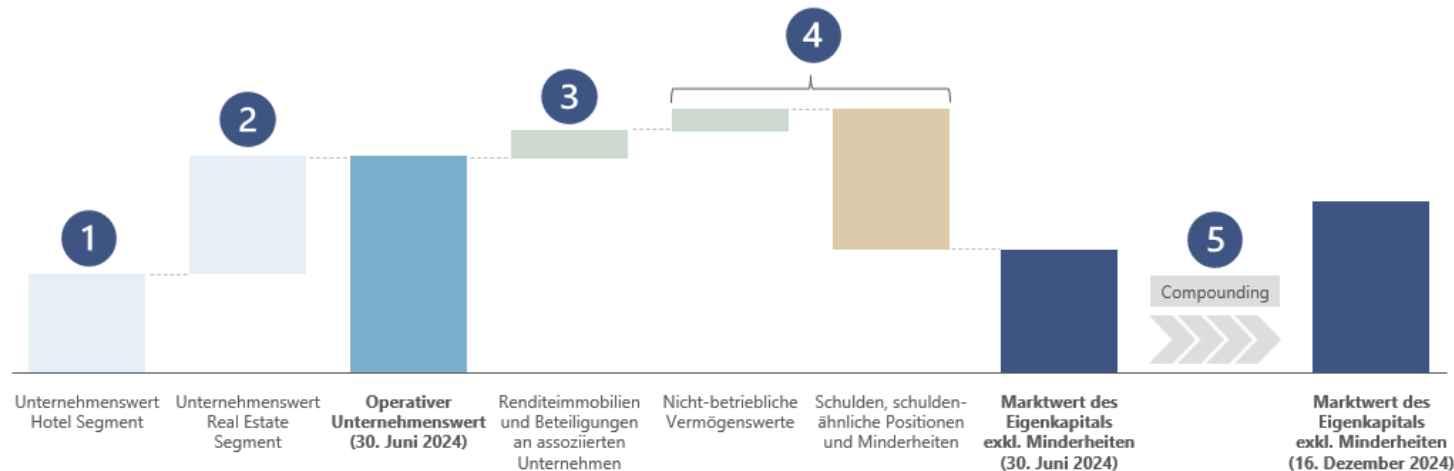 4
3
2
1
5
Compounding
Unternehmenswert
Hotel Segment
Unternehmenswert
Real Estate
Segment
Operativer
Unternehmenswert
(30. Juni 2024)
Renditeimmobilien
und Beteiligungen
an assoziierten
Unternehmen
Nicht-betriebliche
Vermögenswerte
Schulden, schulden-
ähnliche Positionen
und Minderheiten
Marktwert des
Eigenkapitals
exkl. Minderheiten
(30. Juni 2024)
Marktwert des
Eigenkapitals
exkl. Minderheiten
(16. Dezember 2024)